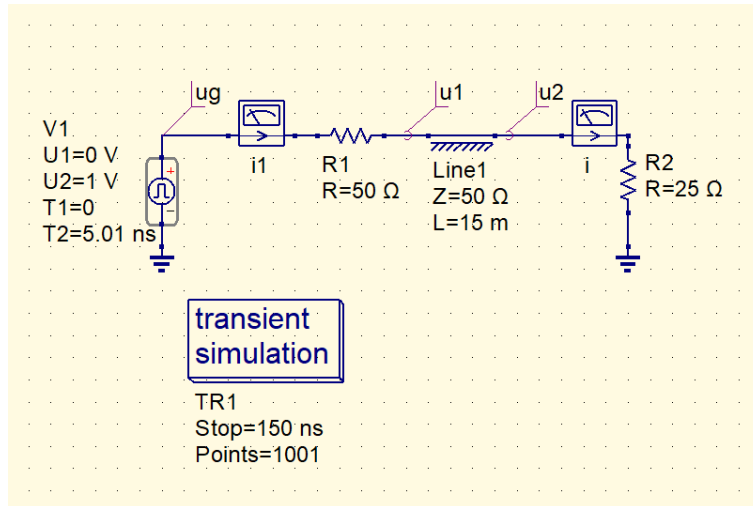 ug
u1
u2
V1
U1=0 V
U2=1 V
T1=0
T2=5.01 ns
i1
R1
R=50 Ω
Line1
Z=50 Ω
L=15 m
i
R2
R=25 Ω
transient
simulation
TR1
Stop=150 ns
Points=1001